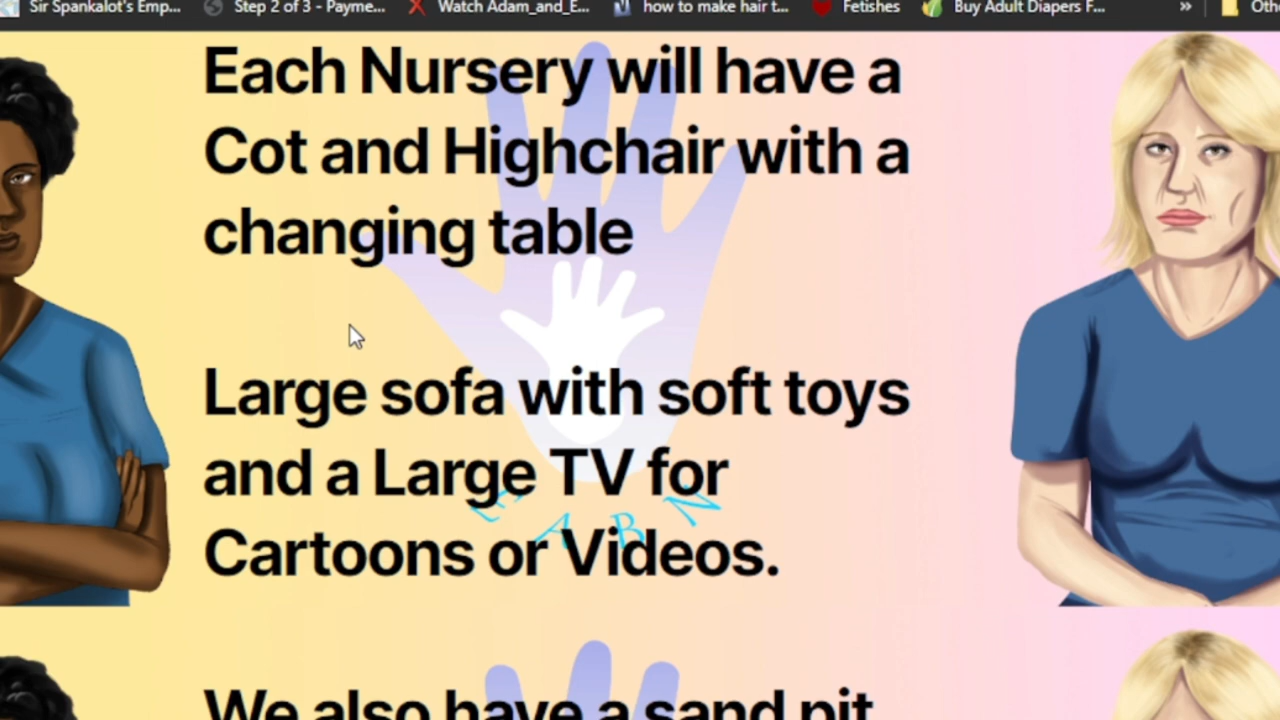 Sir Spankalot's Emp...
Step 2 of 3 - Payme...
Watch Adam_and_E...
how to make hair t...
Fetishes
Buy Adult Diapers F...
»
Othe
Each Nursery will have a
Cot and Highchair with a
changing table
Large sofa with soft toys
and a Large TV for
Cartoons or Videos.
E A B N
We also have a sand pit